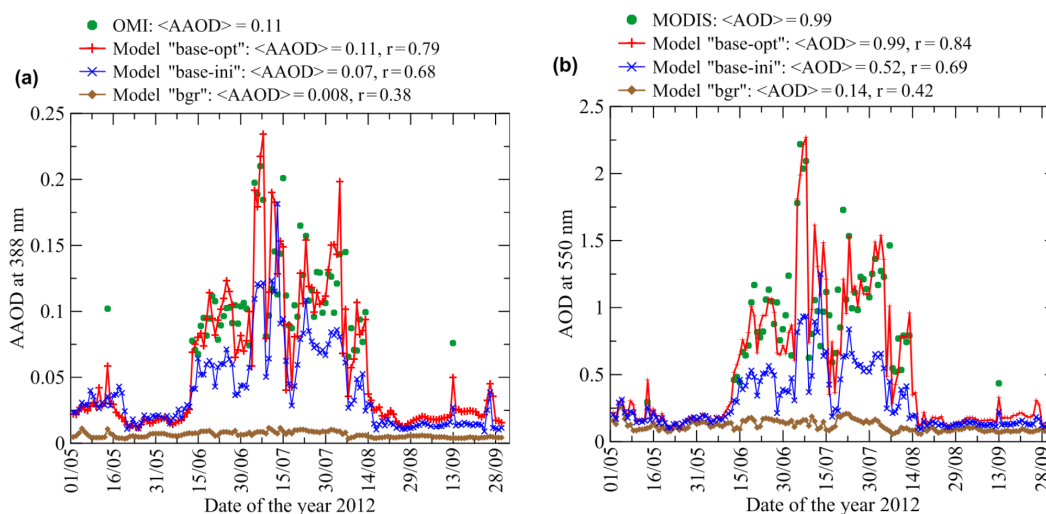 OMI: <AAOD> = 0.11
Model "base-opt": <AAOD> = 0.11, r = 0.79
Model "base-ini": <AAOD> = 0.07, r = 0.68
Model "bgr": <AAOD> = 0.008, r = 0.38
(a)
0.25
0.2
0.15
0.1
0.05
0
AAOD at 388 nm
01/05
16/05
31/05
15/06
30/06
15/07
30/07
14/08
29/08
13/09
28/09
Date of the year 2012
MODIS: <AOD> = 0.99
Model "base-opt": <AOD> = 0.99, r = 0.84
Model "base-ini": <AOD> = 0.52, r = 0.69
Model "bgr": <AOD> = 0.14, r = 0.42
(b)
2.5
2
1.5
1
0.5
0
AOD at 550 nm
01/05
16/05
31/05
15/06
30/06
15/07
30/07
14/08
29/08
13/09
28/09
Date of the year 2012